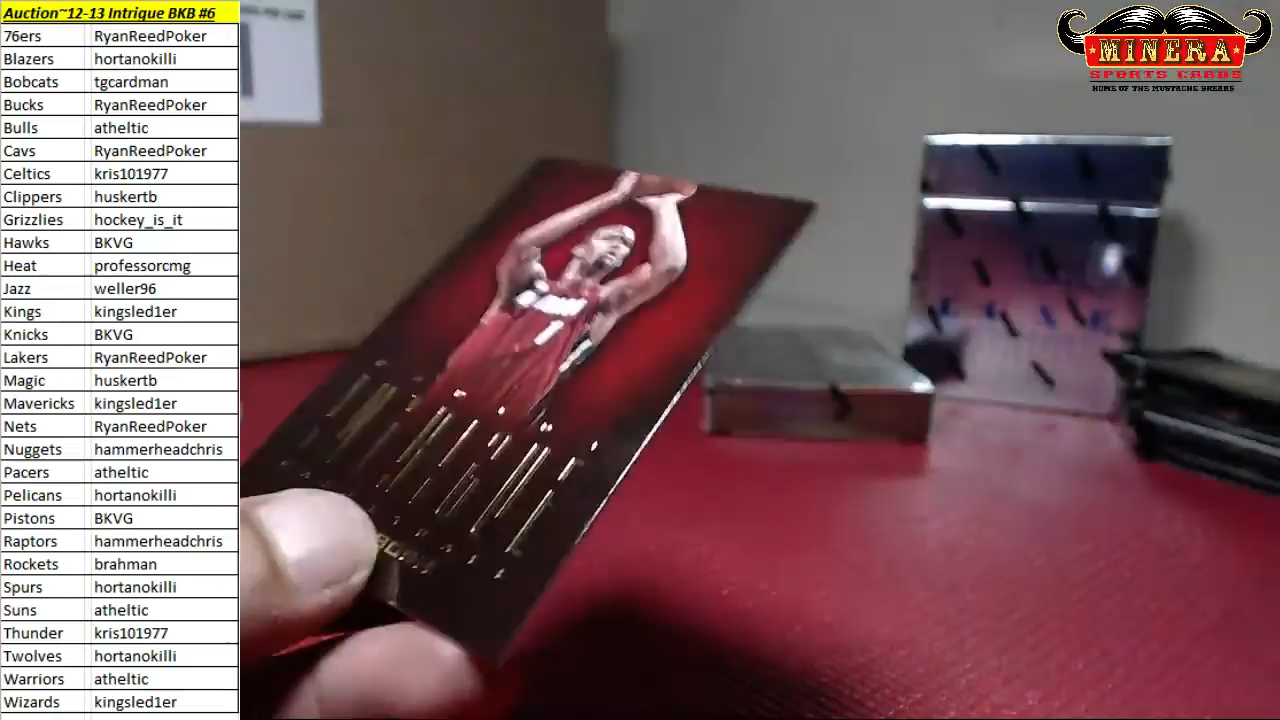 Auction~12-13 Intrigue BKB #6
76ers RyanReedPoker
Blazers hortanokilli
Bobcats tgcardman
Bucks RyanReedPoker
Bulls atheltic
Cavs RyanReedPoker
Celtics kris101977
Clippers huskertb
Grizzlies hockey_is_it
Hawks BKVG
Heat professorcmg
Jazz weller96
Kings kingsled1er
Knicks BKVG
Lakers RyanReedPoker
Magic huskertb
Mavericks kingsled1er
Nets RyanReedPoker
Nuggets hammerheadchris
Pacers atheltic
Pelicans hortanokilli
Pistons BKVG
Raptors hammerheadchris
Rockets brahman
Spurs hortanokilli
Suns atheltic
Thunder kris101977
Twolves hortanokilli
Warriors atheltic
Wizards kingsled1er
MINERA
SPORTS CARDS
HOME OF THE MUSTACHE BREAKS
1